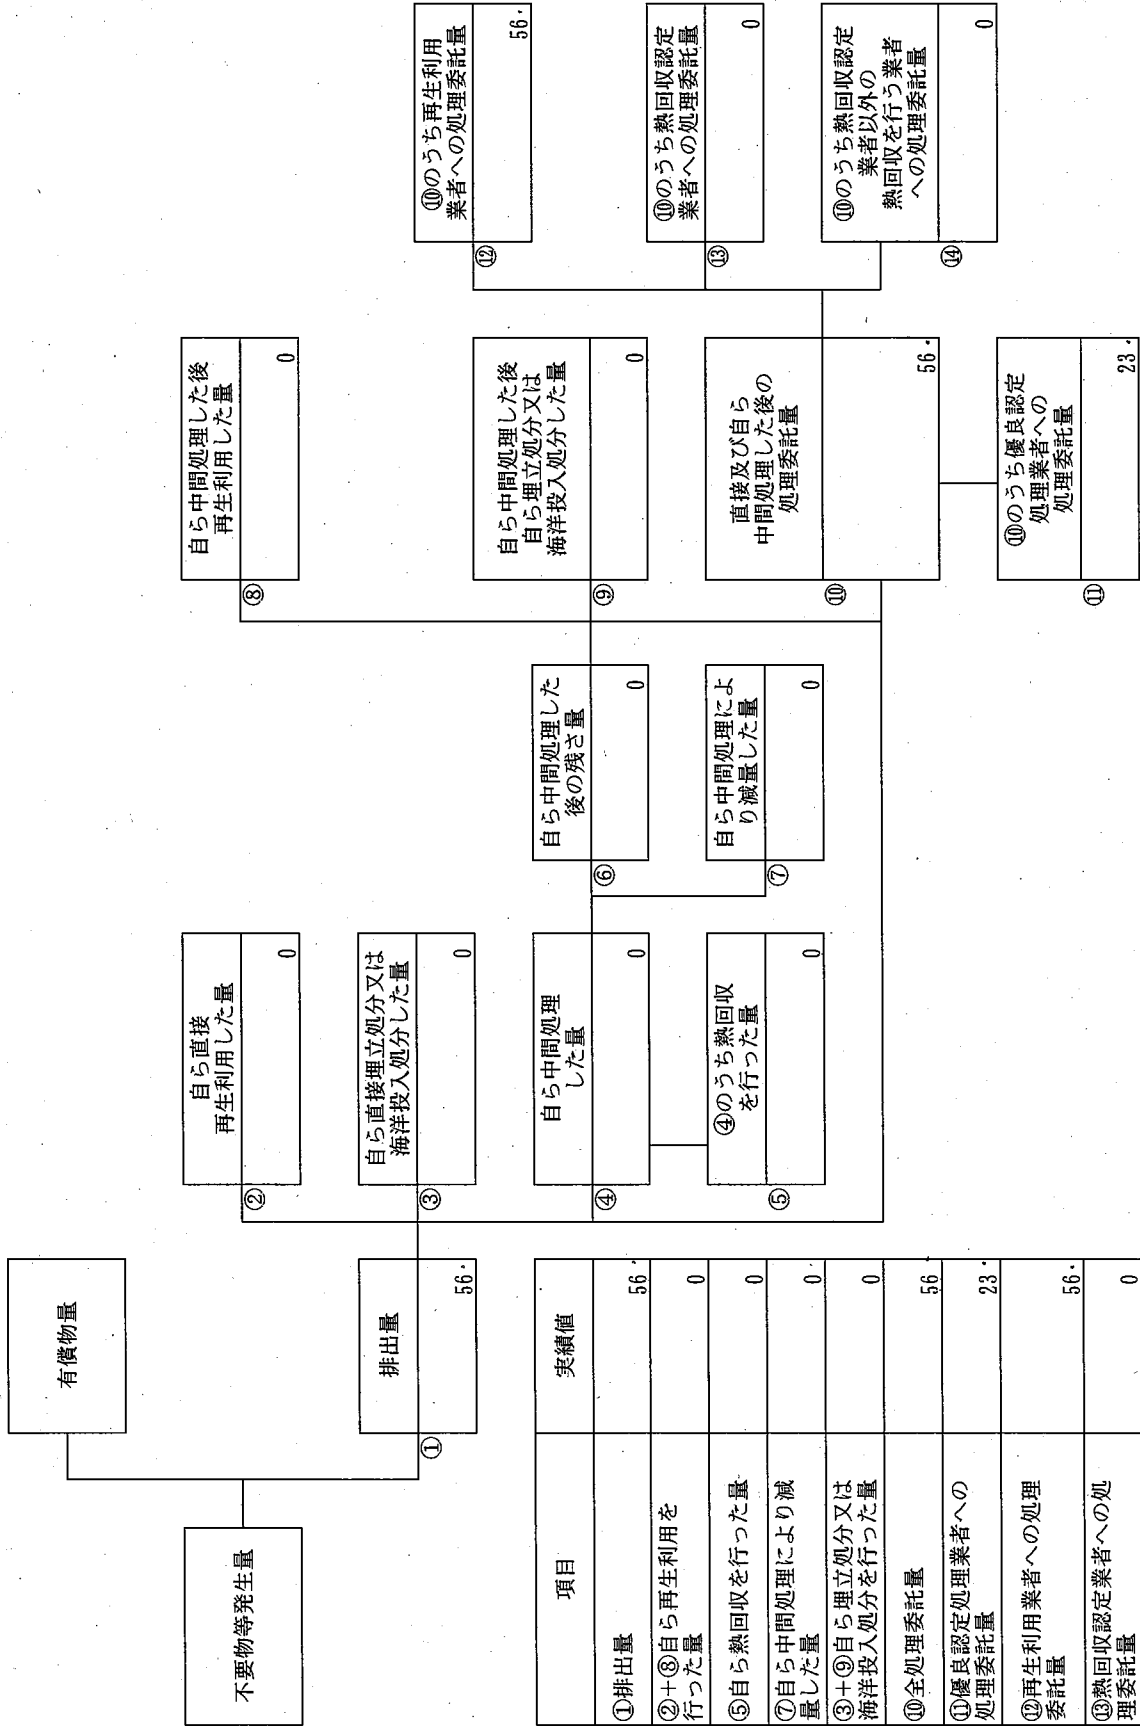 不要物等発生量
有償物量
排出量
①
56.
自ら直接
再生利用した量
②
0
自ら直接埋立処分又は
海洋投入処分した量
③
0
自ら中間処理
した量
④
0
④のうち熱回収
を行った量
⑤
0
自ら中間処理した
後の残さ量
⑥
0
自ら中間処理によ
り減量した量
⑦
0
自ら中間処理した後
再生利用した量
⑧
0
自ら中間処理した後
自ら埋立処分又は
海洋投入処分した量
⑨
0
直接及び自ら
中間処理した後の
処理委託量
⑩
56.
⑩のうち優良認定
処理業者への
処理委託量
⑪
23.
⑩のうち再生利用
業者への処理委託量
⑫
56.
⑩のうち熱回収認定
業者への処理委託量
⑬
0
⑩のうち熱回収認定
業者以外の
熱回収を行う業者
への処理委託量
⑭
0
項目 実績値
①排出量 56.
②+⑧自ら再生利用を
行った量 0
⑤自ら熱回収を行った量 0
⑦自ら中間処理により減
量した量 0
③+⑨自ら埋立処分又は
海洋投入処分を行った量 0
⑩全処理委託量 56
⑪優良認定処理業者への
処理委託量 23.
⑫再生利用業者への処理
委託量 56.
⑬熱回収認定業者への処
理委託量 0